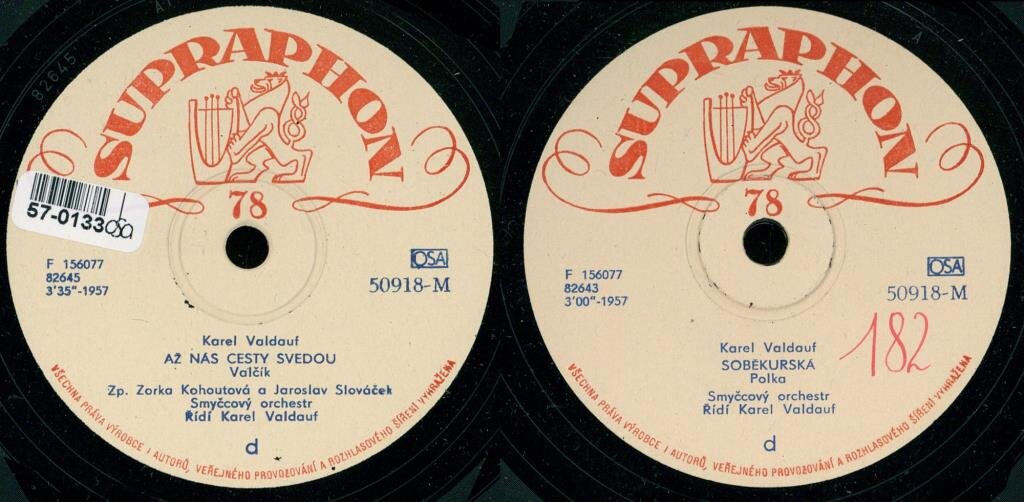 82645
A
SUPRAPHON
78
57-0133 osa
F 156077
82645
3'35"-1957
OSA
50918-M
Karel Valdauf
AŽ NÁS CESTY SVEDOU
Valčík
Zp. Zorka Kohoutová a Jaroslav Slováček
Smyčcový orchestr
Řídí Karel Valdauf
d
VŠECHNA PRÁVA VÝROBCE I AUTORŮ, VEŘEJNÉHO PROVOZOVÁNÍ A ROZHLASOVÉHO ŠÍŘENÍ VYHRAŽENA
A
SUPRAPHON
78
F 156077
82643
3'00"-1957
OSA
50918-M
182
Karel Valdauf
SOBĚKURSKÁ
Polka
Smyčcový orchestr
Řídí Karel Valdauf
d
VŠECHNA PRÁVA VÝROBCE I AUTORŮ, VEŘEJNÉHO PROVOZOVÁNÍ A ROZHLASOVÉHO ŠÍŘENÍ VYHRAŽENA